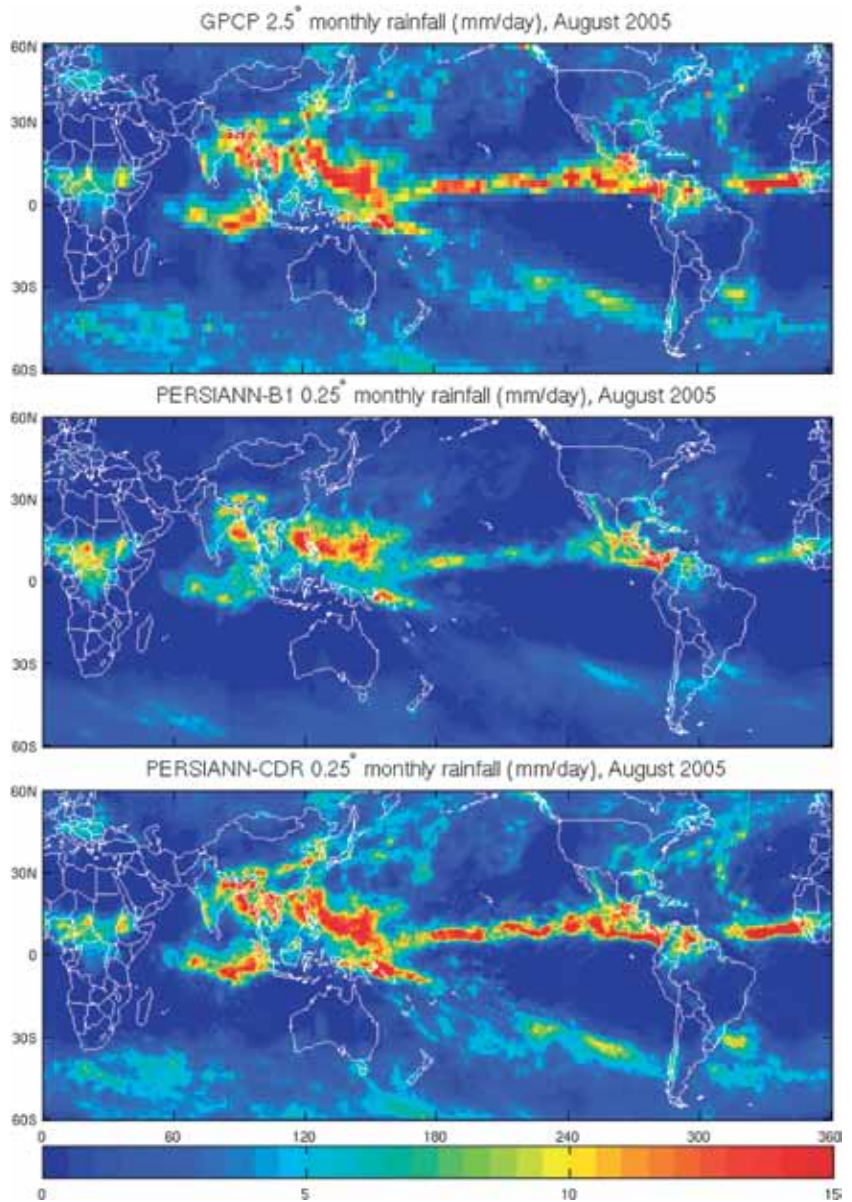 GPCP 2.5° monthly rainfall (mm/day), August 2005
60N
30N
0
30S
60S
PERSIANN-B1 0.25° monthly rainfall (mm/day), August 2005
60N
30N
0
30S
60S
PERSIANN-CDR 0.25° monthly rainfall (mm/day), August 2005
60N
30N
0
30S
60S
0 60 120 180 240 300 360
0 5 10 15